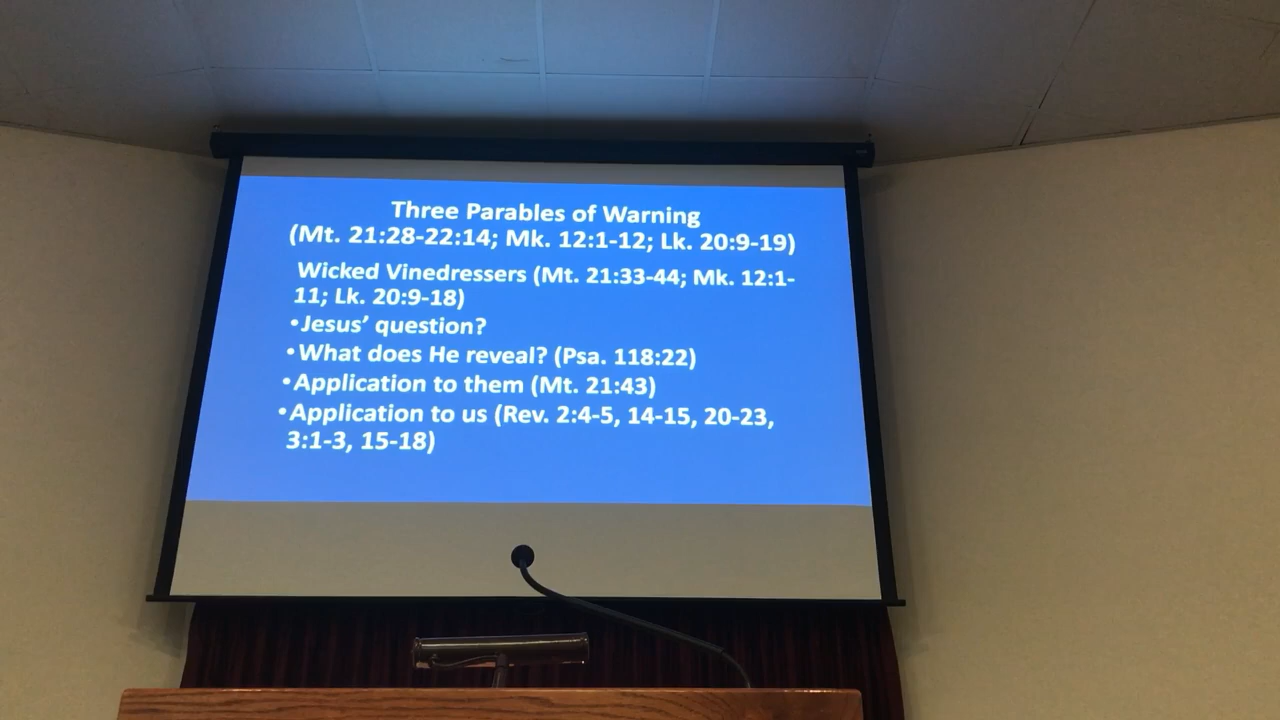 Three Parables of Warning
(Mt. 21:28-22:14; Mk. 12:1-12; Lk. 20:9-19)
Wicked Vinedressers (Mt. 21:33-44; Mk. 12:1-
11; Lk. 20:9-18)
•Jesus’ question?
•What does He reveal? (Psa. 118:22)
•Application to them (Mt. 21:43)
•Application to us (Rev. 2:4-5, 14-15, 20-23,
3:1-3, 15-18)